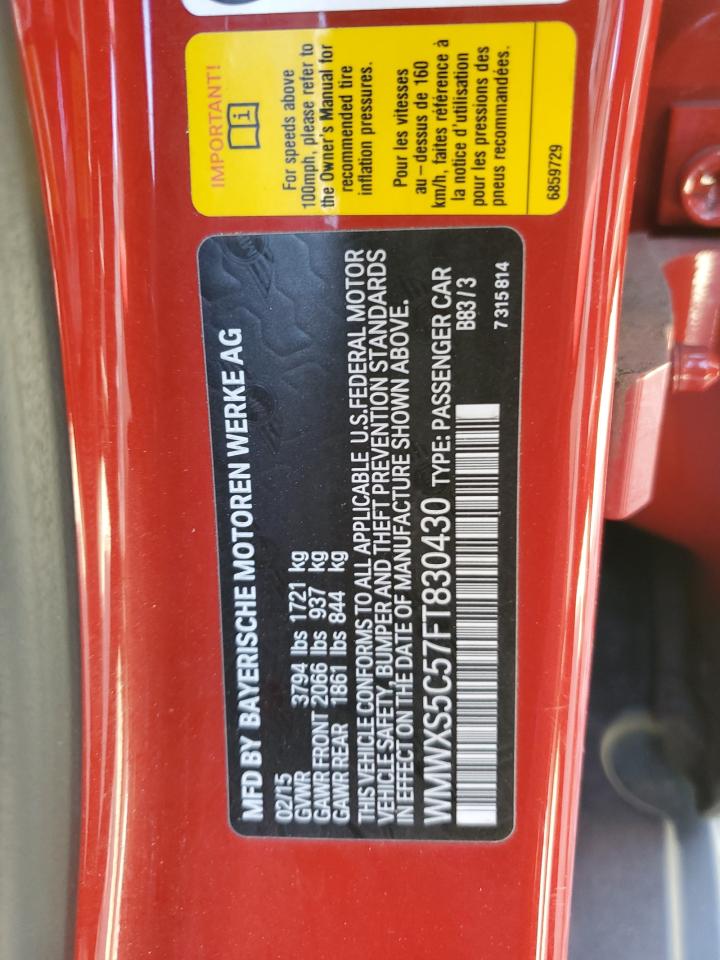 IMPORTANT!
i
For speeds above
100mph, please refer to
the Owner's Manual for
recommended tire
inflation pressures.
Pour les vitesses
au - dessus de 160
km/h, faites référence à
la notice d'utilisation
pour les pressions des
pneus recommandées.
6859729
MFD BY BAYERISCHE MOTOREN WERKE AG
02/15
GVWR 3794 lbs 1721 kg
GAWR FRONT 2066 lbs 937 kg
GAWR REAR 1861 lbs 844 kg
THIS VEHICLE CONFORMS TO ALL APPLICABLE U.S.FEDERAL MOTOR
VEHICLE SAFETY, BUMPER AND THEFT PREVENTION STANDARDS
IN EFFECT ON THE DATE OF MANUFACTURE SHOWN ABOVE.
WMWXS5C57FT830430 TYPE: PASSENGER CAR
B83/3
7315814